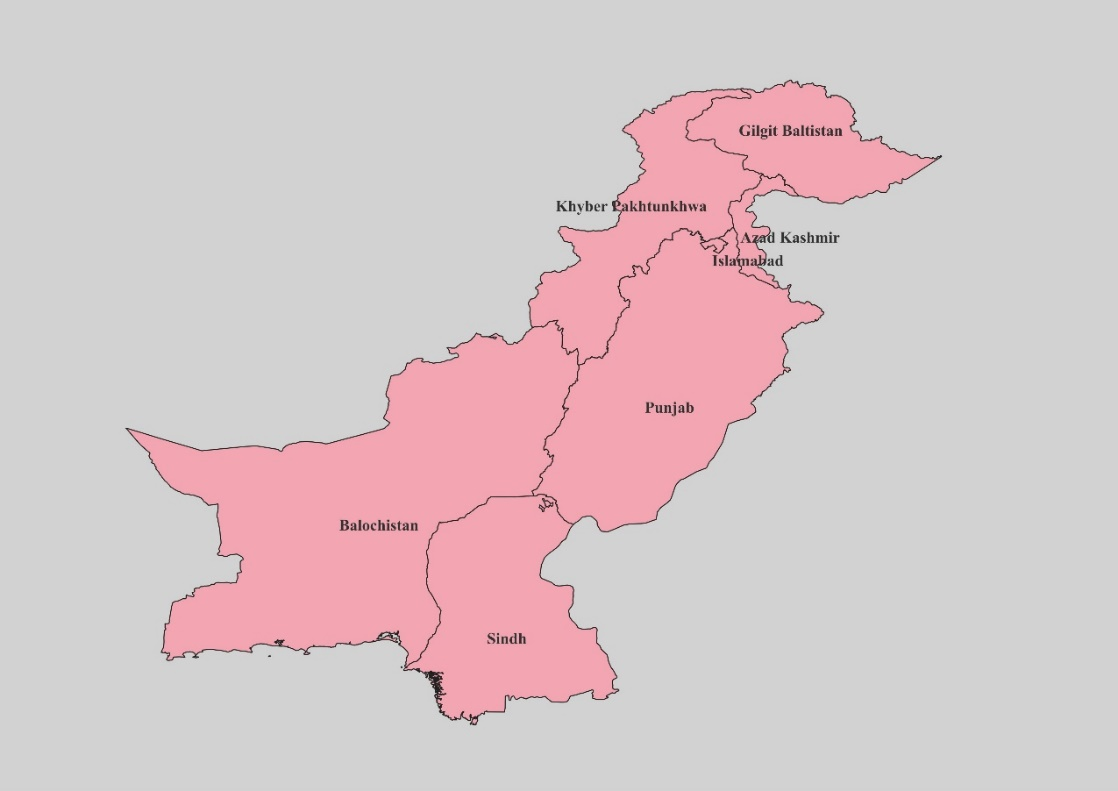 Gilgit Baltistan
Khyber Pakhtunkhwa
Azad Kashmir
Islamabad
Punjab
Balochistan
Sindh